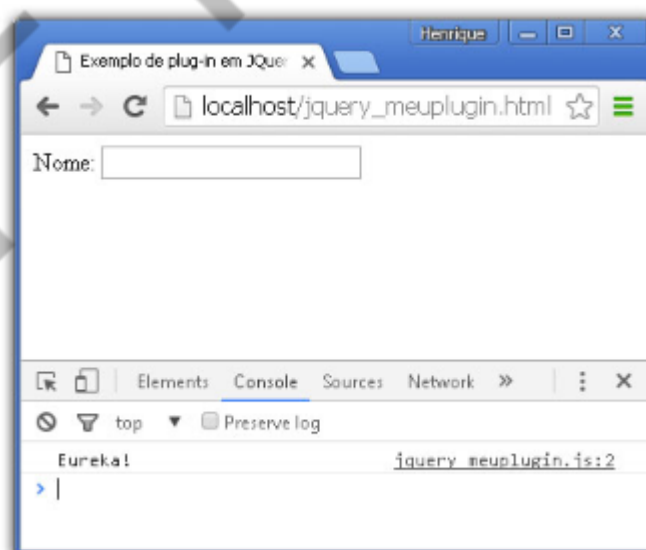 Henrique
Exemplo de plug-in em JQuer
localhost/jquery_meuplugin.html
Nome:
Elements Console Sources Network »
top Preserve log
Eureka! jquery_meuplugin.js:2
>